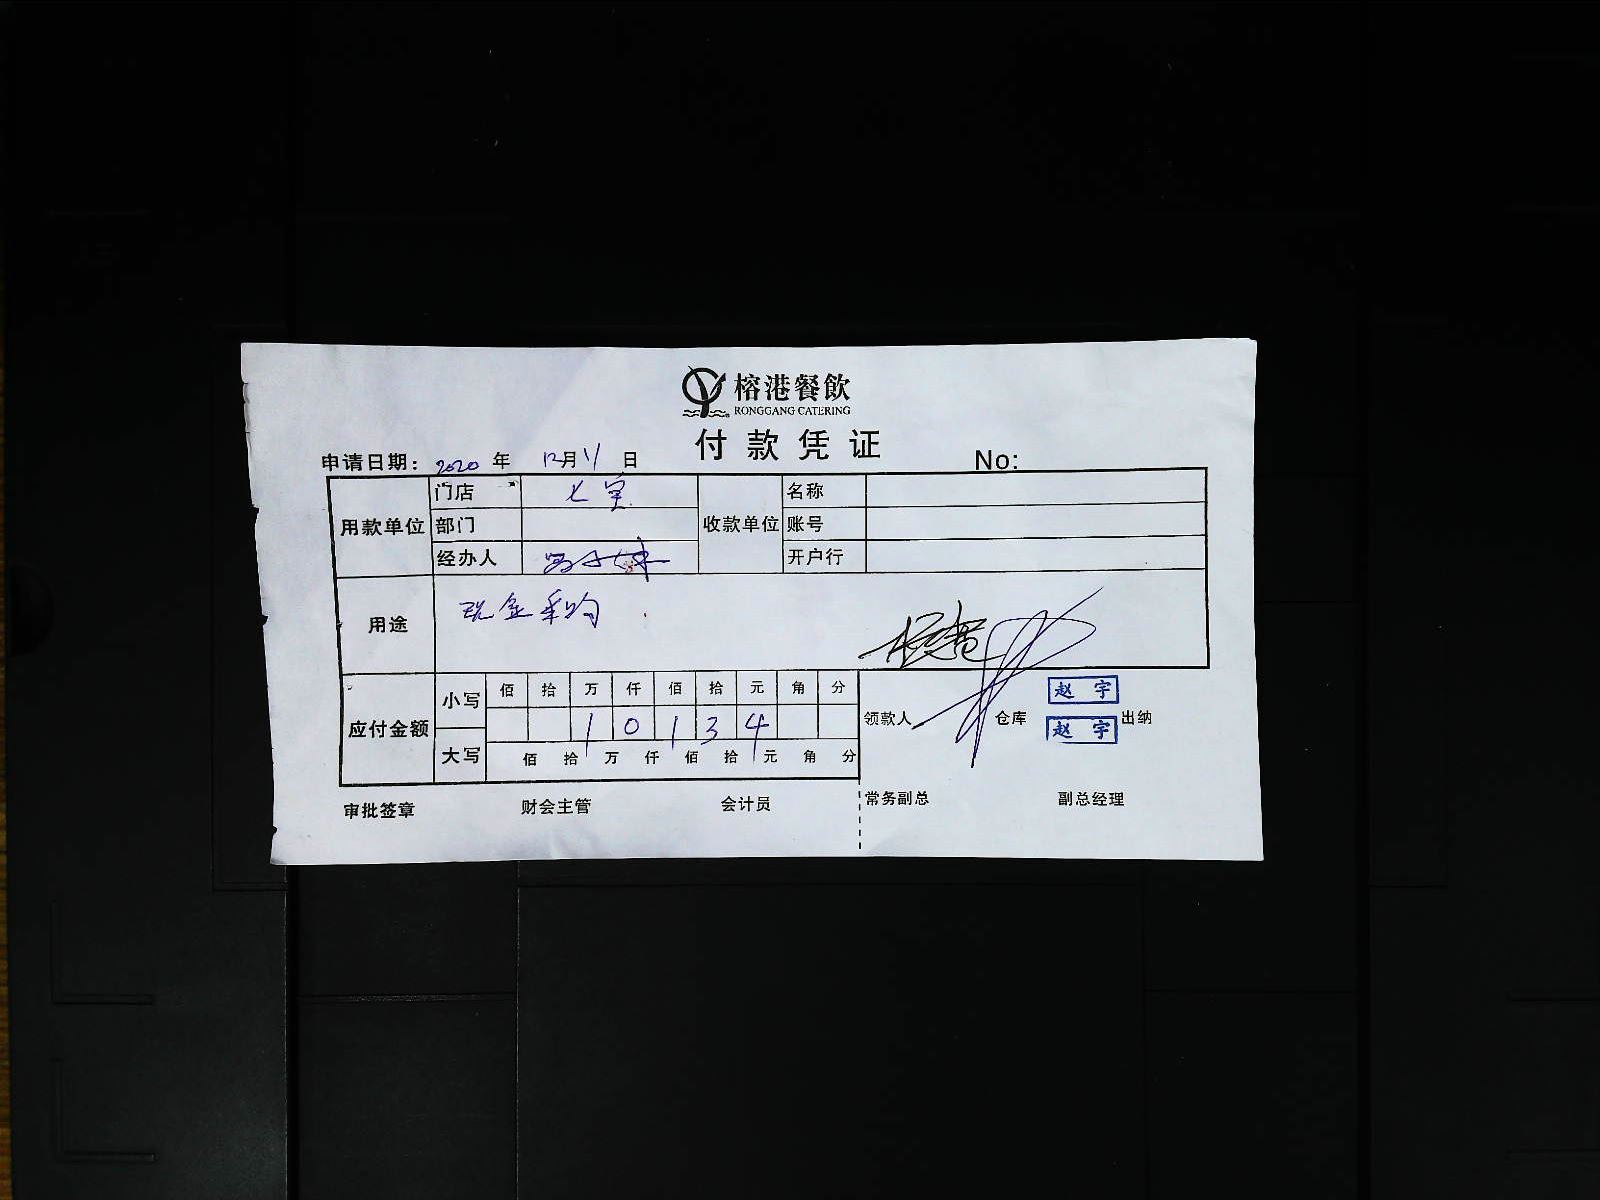 榕港餐飲
RONGGANG CATERING
付款凭证
申请日期: 2020 年 12月 11 日 No:
用款单位 门店 七宝 收款单位 名称
部门 账号
经办人 开户行
用途 现金采购
应付金额 小写 佰 拾 万 仟 佰 拾 元 角 分
1 0 1 3 4
大写 佰 拾 万 仟 佰 拾 元 角 分
领款人 仓库 赵宇 赵宇 出纳
审批签章 财会主管 会计员 常务副总 副总经理